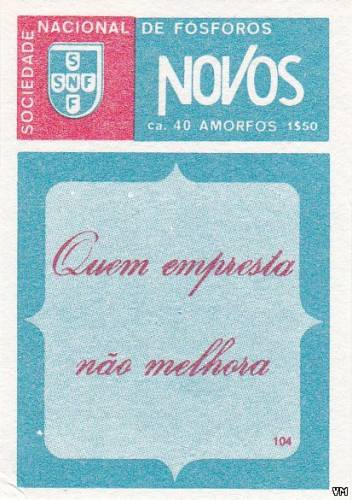 SOCIEDADE NACIONAL DE FÓSFOROS
S
SNF
F
NOVOS
ca. 40 AMORFOS 1$50
Quem empresta
não melhora
104
VM